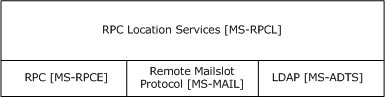 RPC Location Services [MS-RPCL]
RPC [MS-RPCE]
Remote Mailslot
Protocol [MS-MAIL]
LDAP [MS-ADTS]